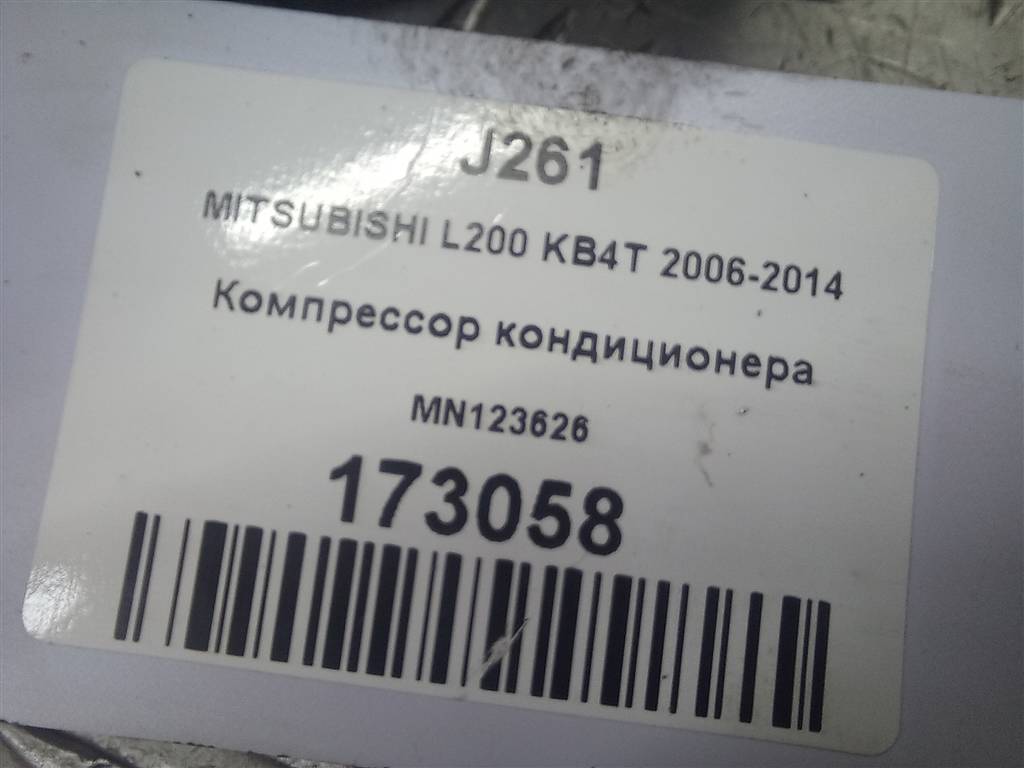 J261
MITSUBISHI L200 KB4T 2006-2014
Компрессор кондиционера
MN123626
173058